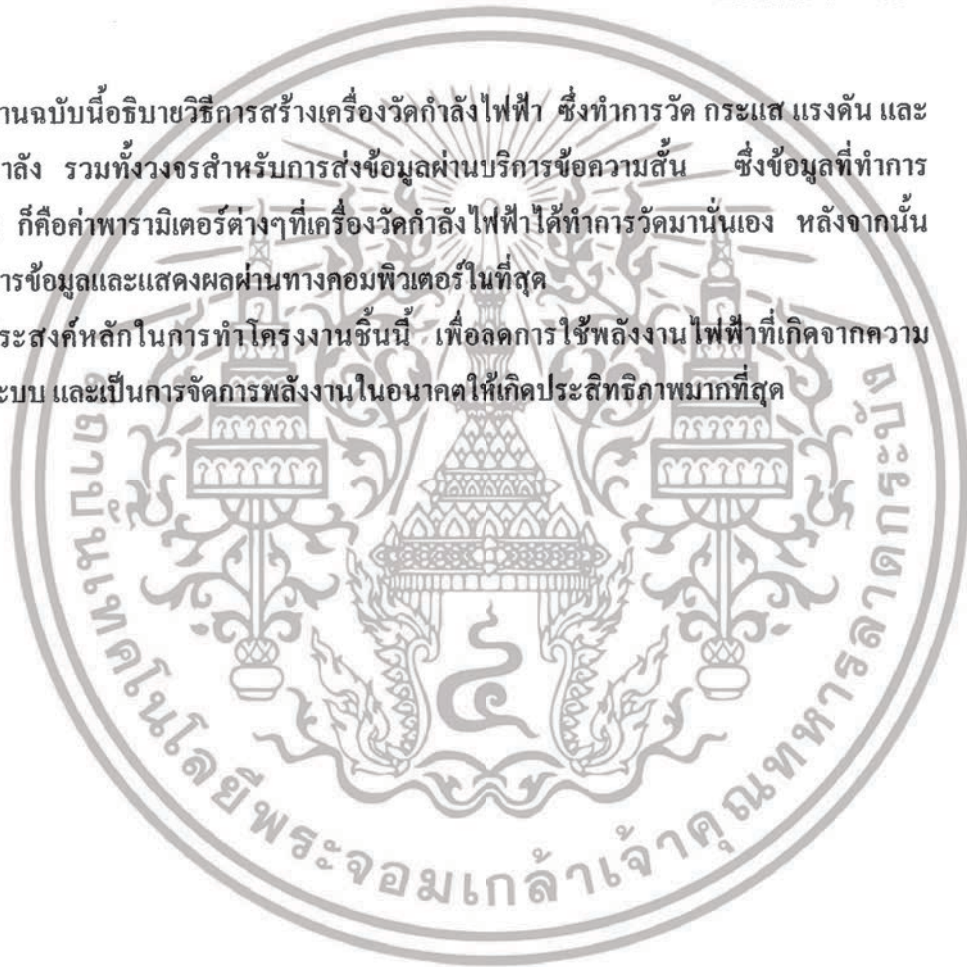 านฉบับนี้อธิบายวิธีการสร้างเครื่องวัดกำลังไฟฟ้า ซึ่งทำการวัด กระแส แรงดัน และ
าลัง รวมทั้งวงจรสำหรับการส่งข้อมูลผ่านบริการข้อความสั้น ซึ่งข้อมูลที่ทำการ
ก็คือค่าพารามิเตอร์ต่างๆที่เครื่องวัดกำลังไฟฟ้าได้ทำการวัดมานั่นเอง หลังจากนั้น
ารข้อมูลและแสดงผลผ่านทางคอมพิวเตอร์ในที่สุด
ระสงค์หลักในการทำโครงงานชิ้นนี้ เพื่อลดการใช้พลังงานไฟฟ้าที่เกิดจากความ
ะบบ และเป็นการจัดการพลังงานในอนาคตให้เกิดประสิทธิภาพมากที่สุด
สถาบันเทคโนโลยีพระจอมเกล้าเจ้าคุณทหารลาดกระบัง